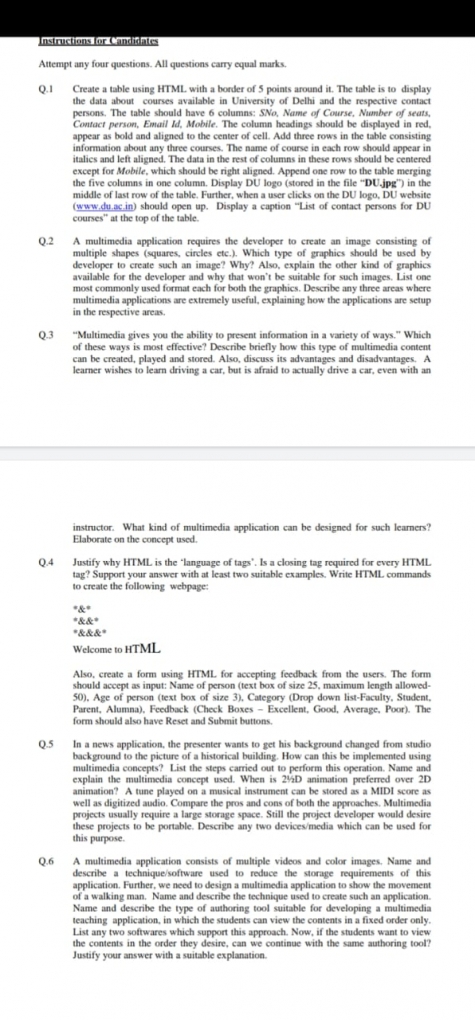 Instructions for Candidates
Attempt any four questions. All questions carry equal marks.
Q.1 Create a table using HTML with a border of 5 points around it. The table is to display
the data about courses available in University of Delhi and the respective contact
persons. The table should have 6 columns: SNo, Name of Course, Number of seats,
Contact person, Email Id, Mobile. The column headings should be displayed in red,
appear as bold and aligned to the center of cell. Add three rows in the table consisting
information about any three courses. The name of course in each row should appear in
italics and left aligned. The data in the rest of columns in these rows should be centered
except for Mobile, which should be right aligned. Append one row to the table merging
the five columns in one column. Display DU logo (stored in the file "DU.jpg") in the
middle of last row of the table. Further, when a user clicks on the DU logo, DU website
(www.du.ac.in) should open up. Display a caption "List of contact persons for DU
courses" at the top of the table.
Q.2 A multimedia application requires the developer to create an image consisting of
multiple shapes (squares, circles etc.). Which type of graphics should be used by
developer to create such an image? Why? Also, explain the other kind of graphics
available for the developer and why that won't be suitable for such images. List one
most commonly used format each for both the graphics. Describe any three areas where
multimedia applications are extremely useful, explaining how the applications are setup
in the respective areas.
Q.3 "Multimedia gives you the ability to present information in a variety of ways." Which
of these ways is most effective? Describe briefly how this type of multimedia content
can be created, played and stored. Also, discuss its advantages and disadvantages. A
learner wishes to learn driving a car, but is afraid to actually drive a car, even with an
instructor. What kind of multimedia application can be designed for such learners?
Elaborate on the concept used.
Q.4 Justify why HTML is the 'language of tags'. Is a closing tag required for every HTML
tag? Support your answer with at least two suitable examples. Write HTML commands
to create the following webpage:
*&*
*&&*
*&&&*
Welcome to HTML
Also, create a form using HTML for accepting feedback from the users. The form
should accept as input: Name of person (text box of size 25, maximum length allowed-
50), Age of person (text box of size 3), Category (Drop down list-Faculty, Student,
Parent, Alumna), Feedback (Check Boxes – Excellent, Good, Average, Poor). The
form should also have Reset and Submit buttons.
Q.5 In a news application, the presenter wants to get his background changed from studio
background to the picture of a historical building. How can this be implemented using
multimedia concepts? List the steps carried out to perform this operation. Name and
explain the multimedia concept used. When is 2½D animation preferred over 2D
animation? A tune played on a musical instrument can be stored as a MIDI score as
well as digitized audio. Compare the pros and cons of both the approaches. Multimedia
projects usually require a large storage space. Still the project developer would desire
these projects to be portable. Describe any two devices/media which can be used for
this purpose.
Q.6 A multimedia application consists of multiple videos and color images. Name and
describe a technique/software used to reduce the storage requirements of this
application. Further, we need to design a multimedia application to show the movement
of a walking man. Name and describe the technique used to create such an application.
Name and describe the type of authoring tool suitable for developing a multimedia
teaching application, in which the students can view the contents in a fixed order only.
List any two softwares which support this approach. Now, if the students want to view
the contents in the order they desire, can we continue with the same authoring tool?
Justify your answer with a suitable explanation.